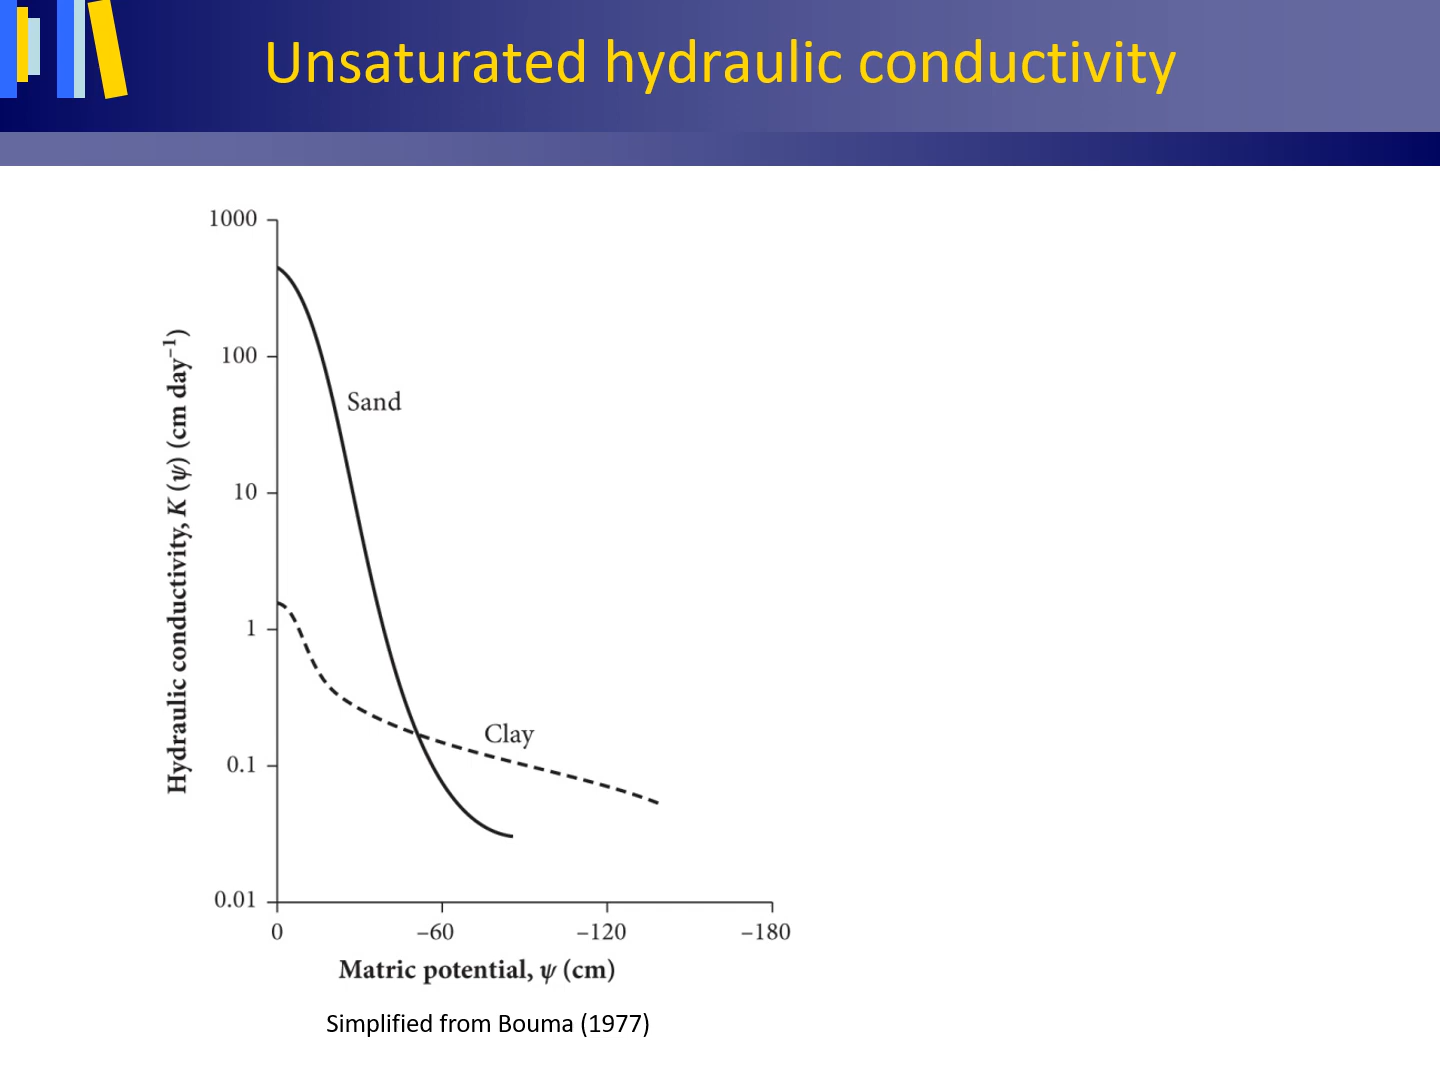 Unsaturated hydraulic conductivity
1000
100
10
1
0.1
0.01
Hydraulic conductivity, K (ψ) (cm day⁻¹)
Sand
Clay
0
–60
–120
–180
Matric potential, ψ (cm)
Simplified from Bouma (1977)